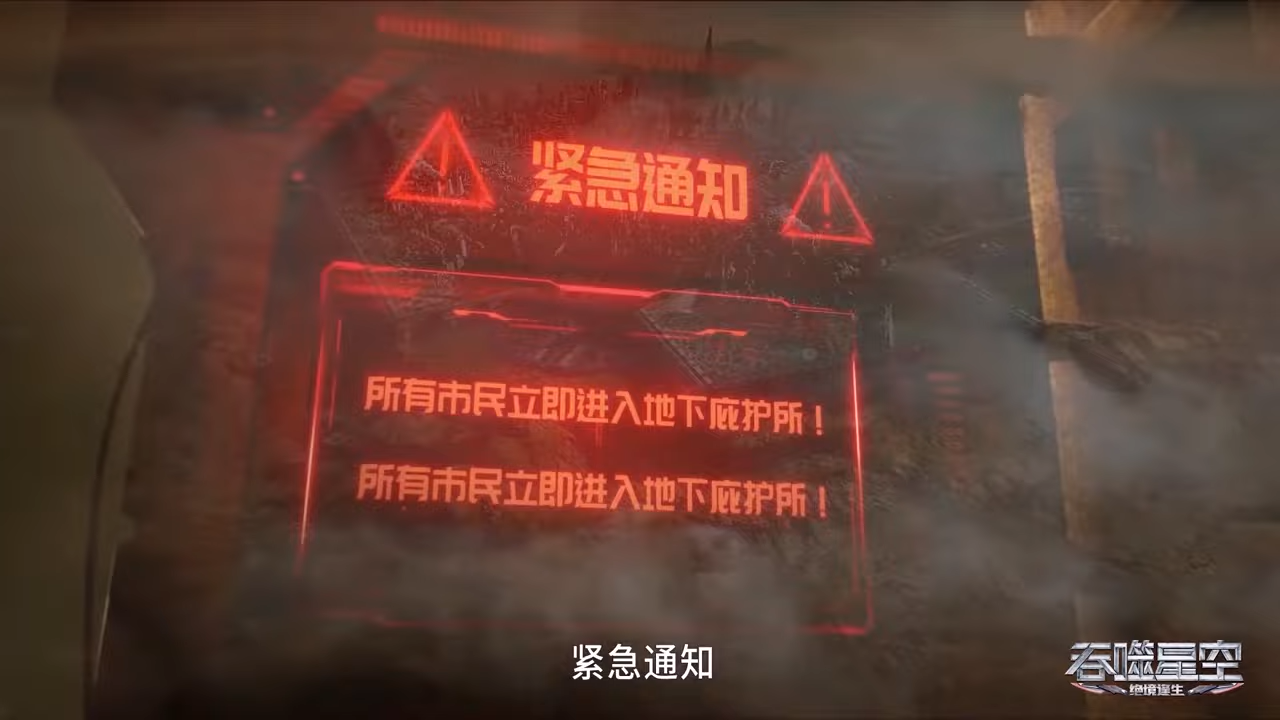 紧急通知
所有市民立即进入地下庇护所！
所有市民立即进入地下庇护所！
紧急通知
吞噬星空
绝境逢生